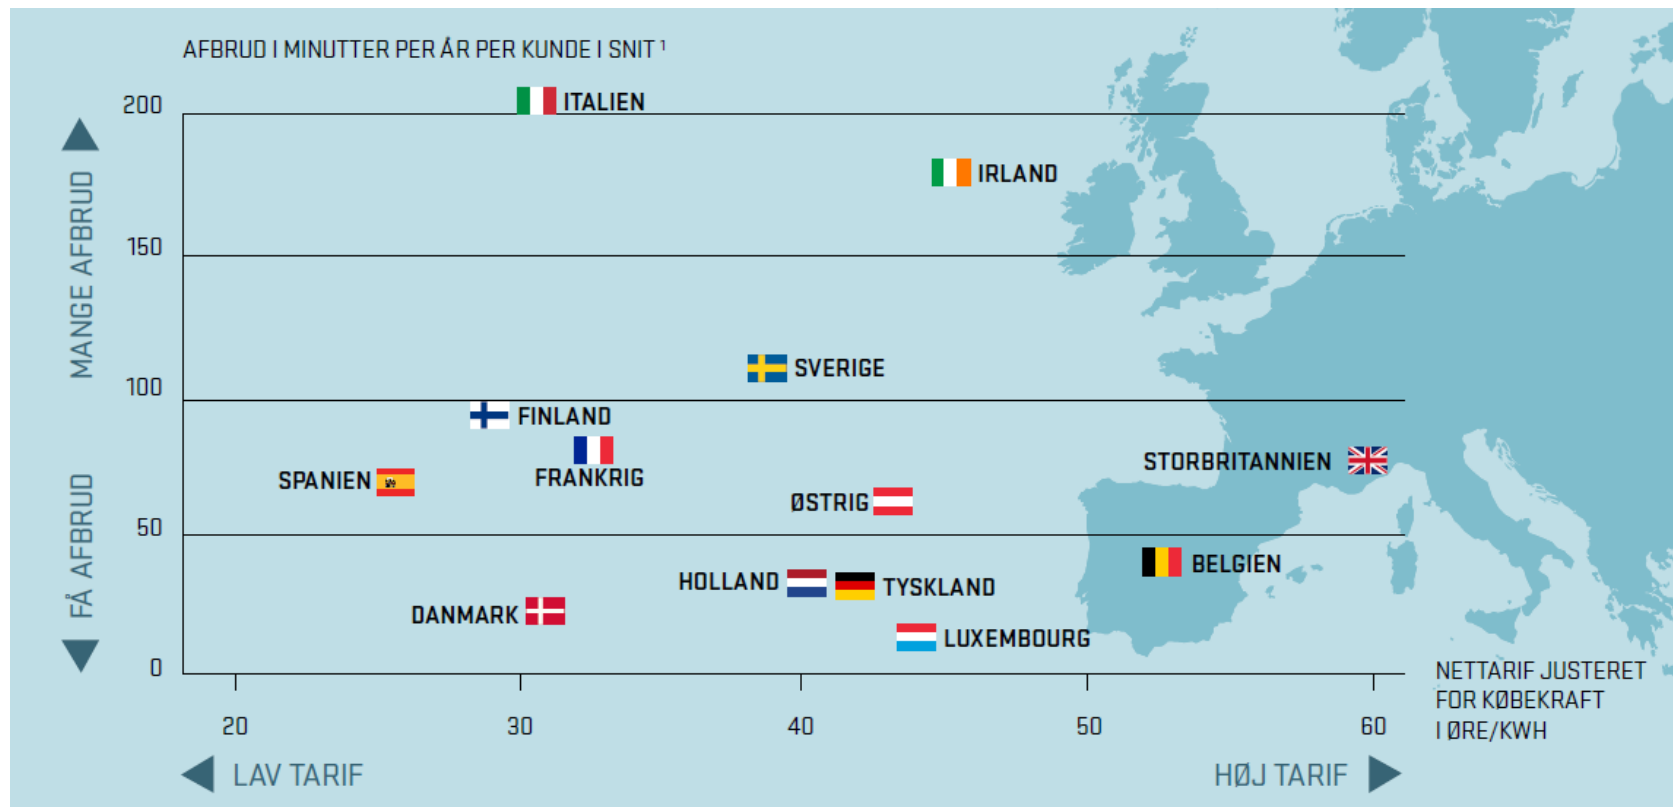 AFBRUD I MINUTTER PER ÅR PER KUNDE I SNIT ¹
MANGE AFBRUD
FÅ AFBRUD
200
150
100
50
0
ITALIEN
IRLAND
SVERIGE
FINLAND
FRANKRIG
STORBRITANNIEN
SPANIEN
ØSTRIG
BELGIEN
HOLLAND
TYSKLAND
DANMARK
LUXEMBOURG
20
30
40
50
60
NETTARIF JUSTERET
FOR KØBEKRAFT
I ØRE/KWH
LAV TARIF
HØJ TARIF